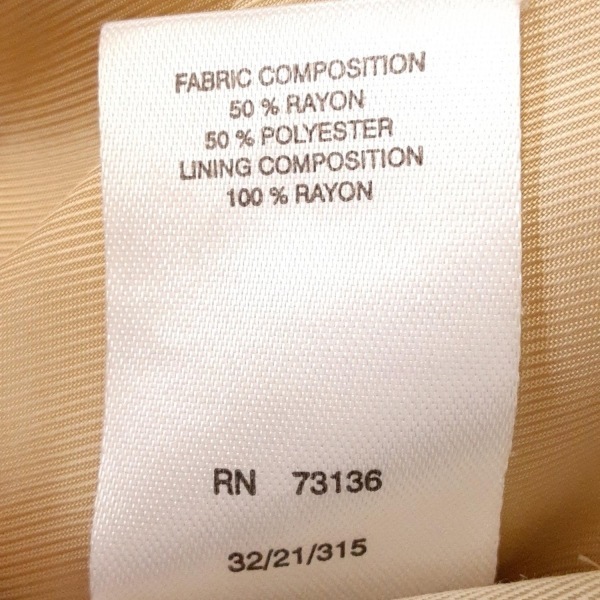 FABRIC COMPOSITION
50 % RAYON
50 % POLYESTER
LINING COMPOSITION
100 % RAYON
RN 73136
32/21/315